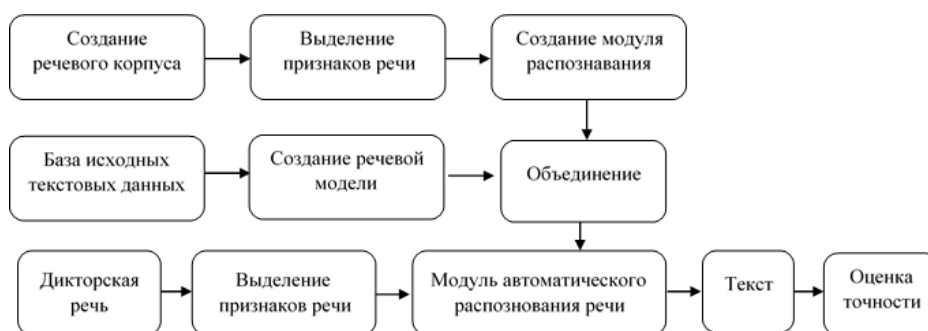 Создание
речевого корпуса
Выделение
признаков речи
Создание модуля
распознавания
База исходных
текстовых данных
Создание речевой
модели
Объединение
Дикторская
речь
Выделение
признаков речи
Модуль автоматического
распознования речи
Текст
Оценка
точности